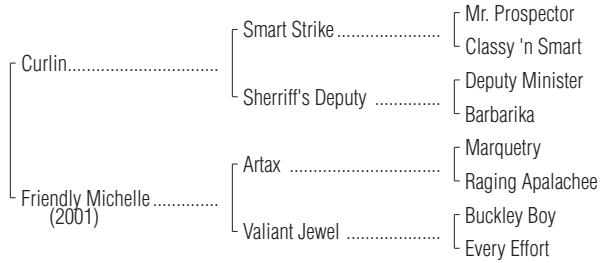 Mr. Prospector
Smart Strike......................
Classy 'n Smart
Curlin................................
Deputy Minister
Sherriff's Deputy ..............
Barbarika
Marquetry
Artax ................................
Raging Apalachee
Friendly Michelle..............
(2001)
Buckley Boy
Valiant Jewel ....................
Every Effort